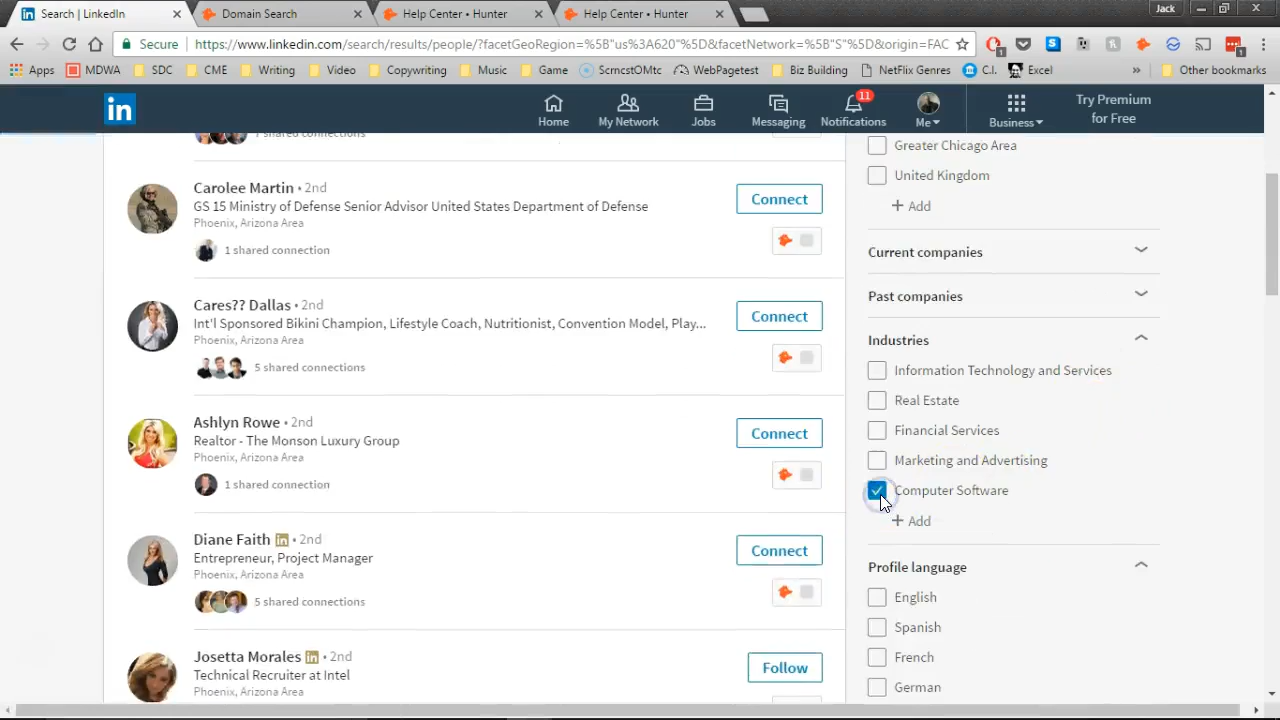 Jack
Search | LinkedIn
Domain Search
Help Center • Hunter
Help Center • Hunter
Secure
https://www.linkedin.com/search/results/people/?facetGeoRegion=%5B"us%3A620"%5D&facetNetwork=%5B"S"%5D&origin=FAC
Apps
MDWA
SDC
CME
Writing
Video
Copywriting
Music
Game
ScrncstOMtc
WebPagetest
Biz Building
NetFlix Genres
C.I.
Excel
»
Other bookmarks
in
Home
My Network
Jobs
Messaging
11
Notifications
Me
Business
Try Premium
for Free
Carolee Martin • 2nd
GS 15 Ministry of Defense Senior Advisor United States Department of Defense
Phoenix, Arizona Area
1 shared connection
Connect
Cares?? Dallas • 2nd
Int'l Sponsored Bikini Champion, Lifestyle Coach, Nutritionist, Convention Model, Play...
Phoenix, Arizona Area
5 shared connections
Connect
Ashlyn Rowe • 2nd
Realtor - The Monson Luxury Group
Phoenix, Arizona Area
1 shared connection
Connect
Diane Faith in • 2nd
Entrepreneur, Project Manager
Phoenix, Arizona Area
5 shared connections
Connect
Josetta Morales in • 2nd
Technical Recruiter at Intel
Phoenix, Arizona Area
Follow
Greater Chicago Area
United Kingdom
+ Add
Current companies
Past companies
Industries
Information Technology and Services
Real Estate
Financial Services
Marketing and Advertising
Computer Software
+ Add
Profile language
English
Spanish
French
German